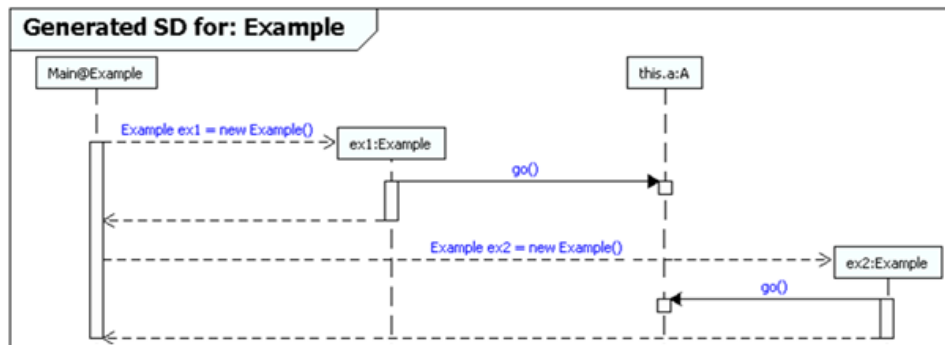 Generated SD for: Example
Main@Example
this.a:A
Example ex1 = new Example()
ex1:Example
go()
Example ex2 = new Example()
ex2:Example
go()